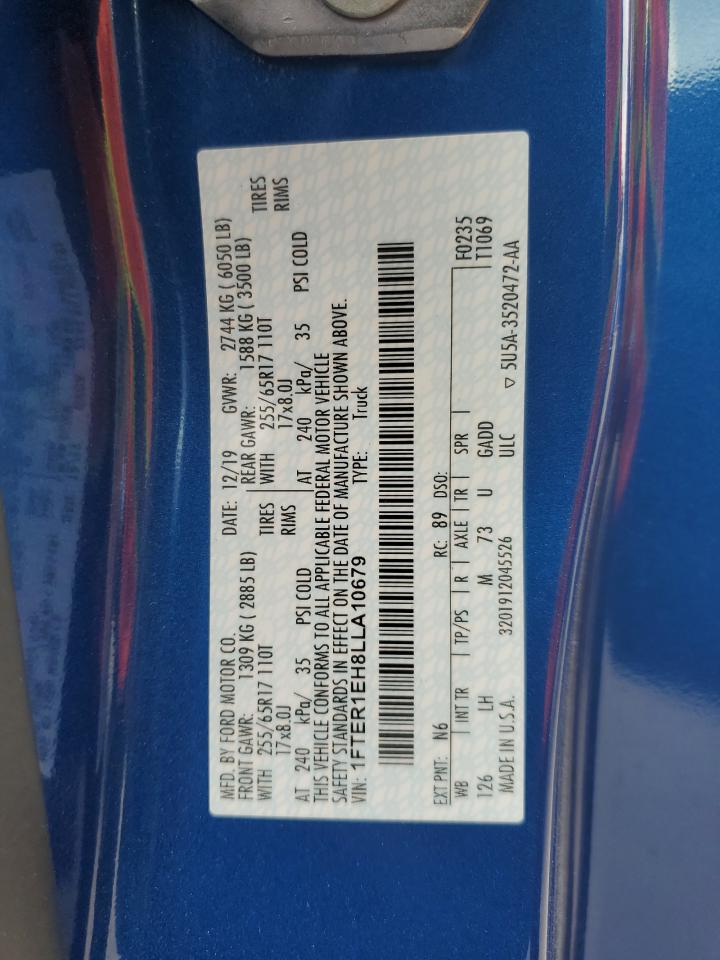 MFD. BY FORD MOTOR CO. DATE: 12/19 GVWR: 2744 KG ( 6050 LB)
FRONT GAWR: 1309 KG ( 2885 LB) REAR GAWR: 1588 KG ( 3500 LB)
WITH 255/65R17 110T TIRES WITH 255/65R17 110T TIRES
17x8.0J RIMS 17x8.0J RIMS
AT 240 kPa/ 35 PSI COLD AT 240 kPa/ 35 PSI COLD
THIS VEHICLE CONFORMS TO ALL APPLICABLE FEDERAL MOTOR VEHICLE
SAFETY STANDARDS IN EFFECT ON THE DATE OF MANUFACTURE SHOWN ABOVE.
VIN: 1FTER1EH8LLA10679 TYPE: Truck
EXT PNT: N6 RC: 89 DSO: F0235
WB INT TR TP/PS R AXLE TR SPR T1069
126 LH M 73 U GADD
MADE IN U.S.A. 3201912045526 ULC ▽ 5U5A-3520472-AA